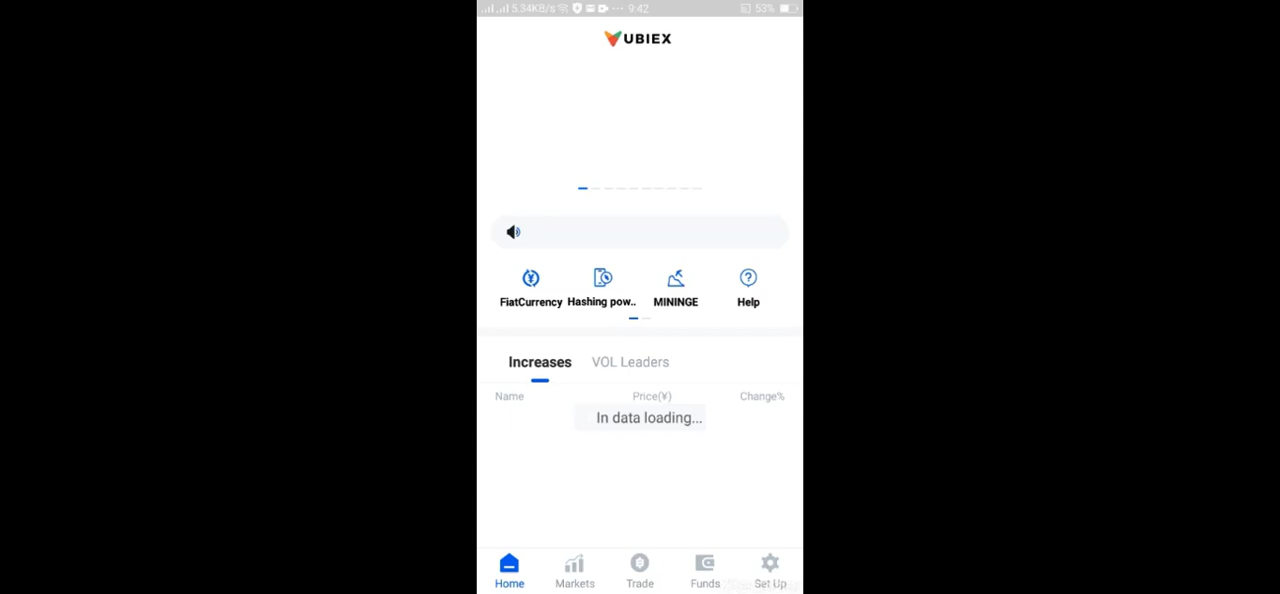 5.34KB/s ... 9:42 53%
UBIEX
FiatCurrency Hashing pow.. MININGE Help
Increases VOL Leaders
Name Price(¥) Change%
In data loading...
Home Markets Trade Funds Set Up